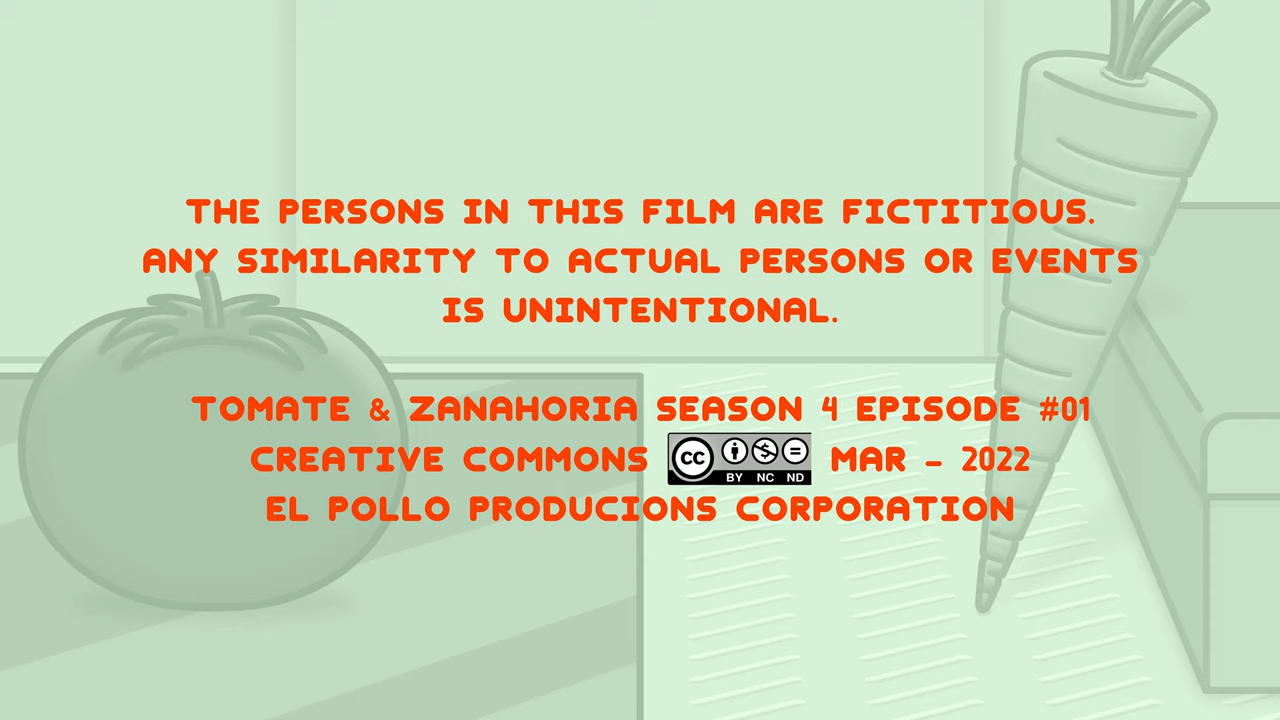 THE PERSONS IN THIS FILM ARE FICTITIOUS.
ANY SIMILARITY TO ACTUAL PERSONS OR EVENTS
IS UNINTENTIONAL.
TOMATE & ZANAHORIA SEASON 4 EPISODE #01
CREATIVE COMMONS CC BY NC ND MAR - 2022
EL POLLO PRODUCIONS CORPORATION